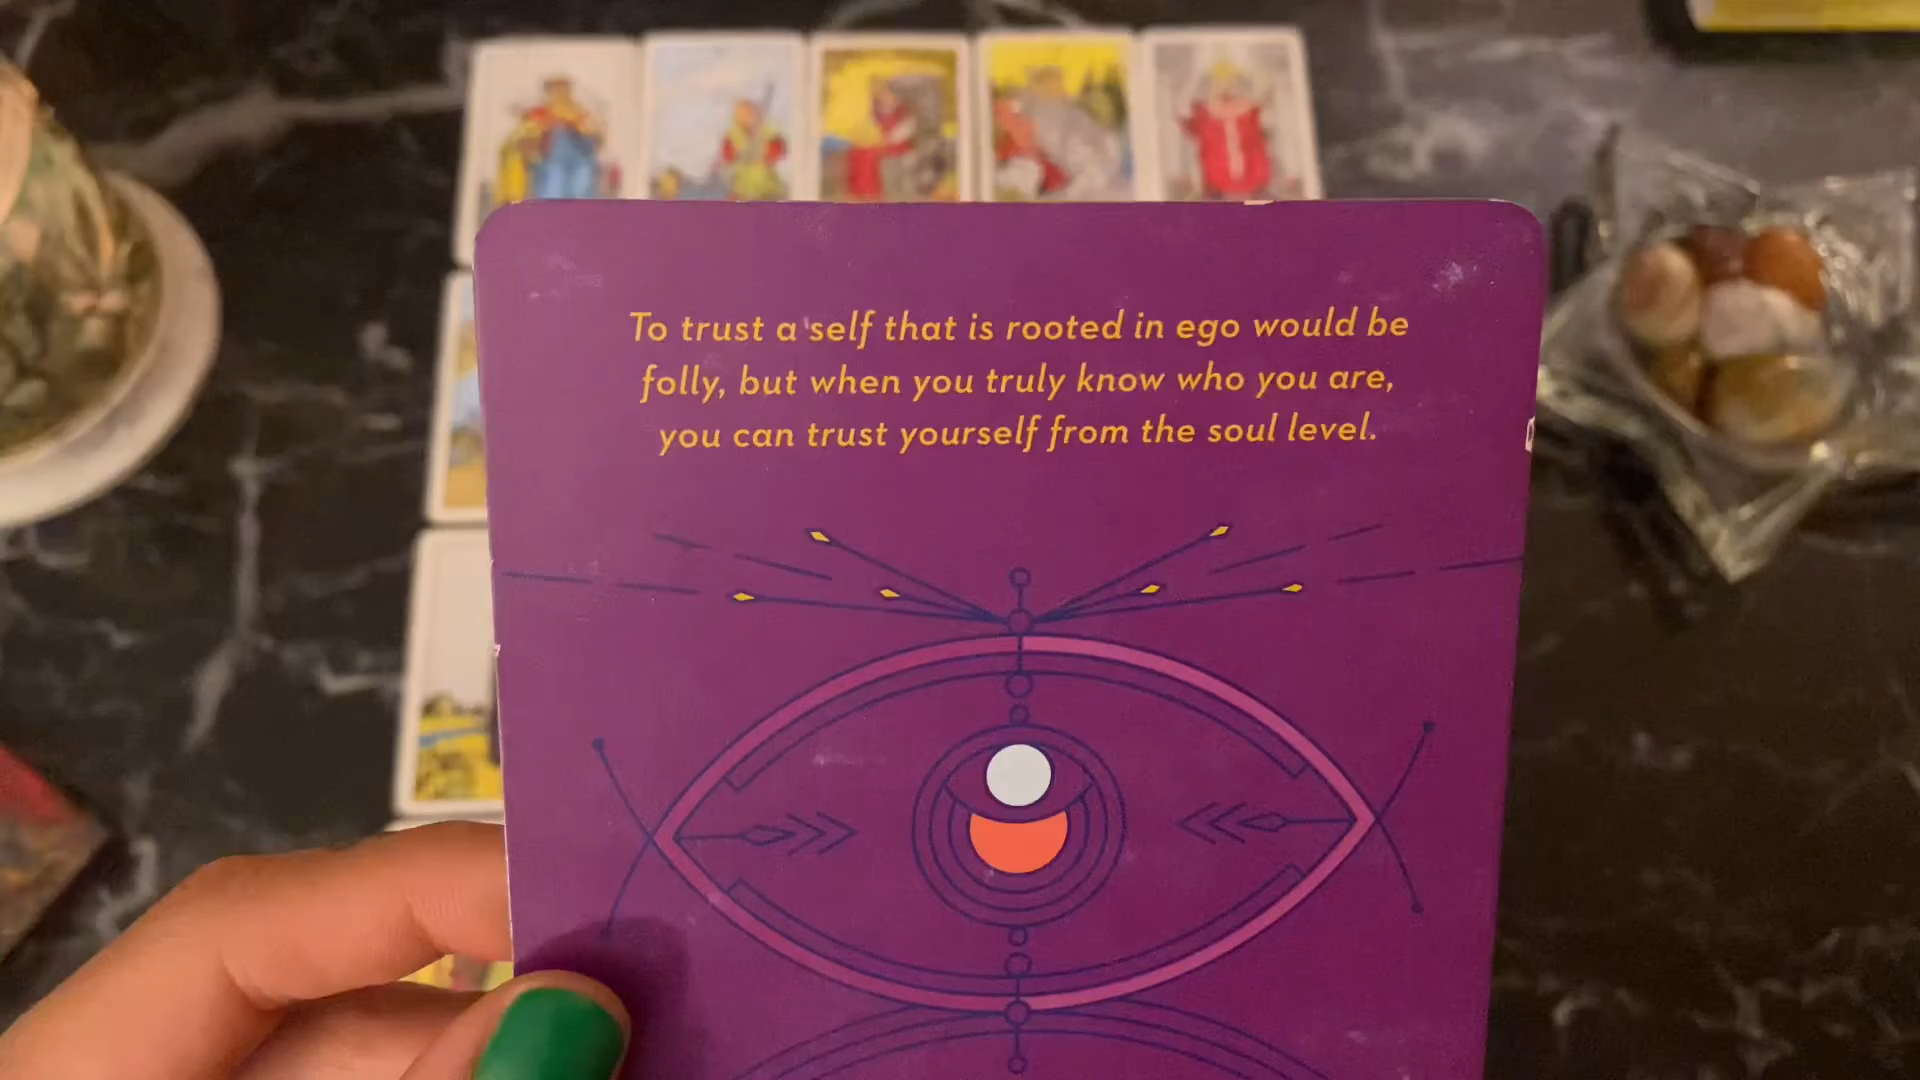 To trust a self that is rooted in ego would be
folly, but when you truly know who you are,
you can trust yourself from the soul level.